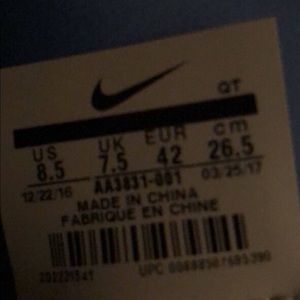 QT
US UK EUR cm
8.5 7.5 42 26.5
12/22/16 AA3831-001 03/25/17
MADE IN CHINA
FABRIQUE EN CHINE
UPC